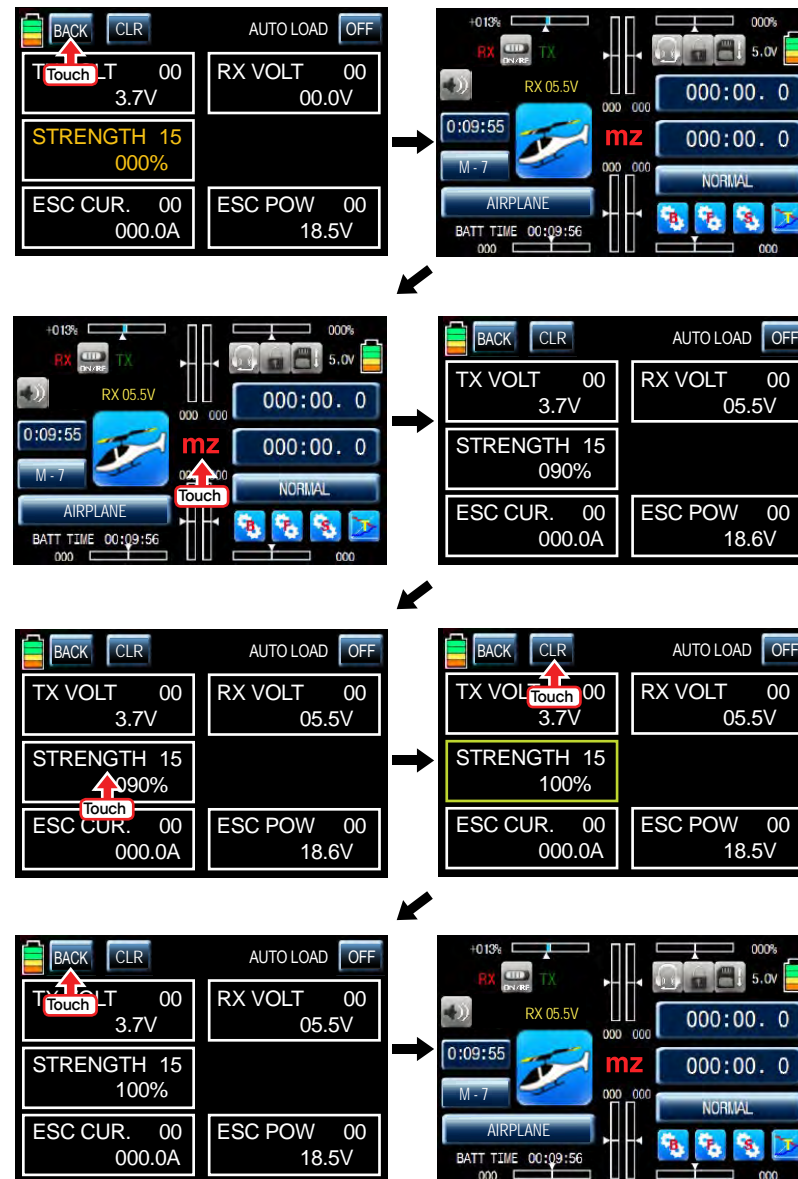 BACK CLR AUTO LOAD OFF
Touch LT 00 RX VOLT 00
3.7V 00.0V
STRENGTH 15
000%
ESC CUR. 00 ESC POW 00
000.0A 18.5V
+013% 000%
RX ON/RF TX 5.0V
RX 05.5V
000:00. 0
000 000
0:09:55 mz 000:00. 0
M - 7 000 000
NORMAL
AIRPLANE
B F S T
BATT TIME 00:09:56
000 000
+013% 000%
RX ON/RF TX 5.0V
RX 05.5V
000:00. 0
000 000
0:09:55 mz 000:00. 0
M - 7 00
Touch NORMAL
AIRPLANE
B F S T
BATT TIME 00:09:56
000 000
BACK CLR AUTO LOAD OFF
TX VOLT 00 RX VOLT 00
3.7V 05.5V
STRENGTH 15
090%
ESC CUR. 00 ESC POW 00
000.0A 18.6V
BACK CLR AUTO LOAD OFF
TX VOLT 00 RX VOLT 00
3.7V 05.5V
STRENGTH 15
090%
Touch
ESC CUR. 00 ESC POW 00
000.0A 18.6V
BACK CLR AUTO LOAD OFF
TX VOL Touch 00 RX VOLT 00
3.7V 05.5V
STRENGTH 15
100%
ESC CUR. 00 ESC POW 00
000.0A 18.5V
BACK CLR AUTO LOAD OFF
Touch LT 00 RX VOLT 00
3.7V 05.5V
STRENGTH 15
100%
ESC CUR. 00 ESC POW 00
000.0A 18.5V
+013% 000%
RX ON/RF TX 5.0V
RX 05.5V
000:00. 0
000 000
0:09:55 mz 000:00. 0
M - 7 000 000
NORMAL
AIRPLANE
B F S T
BATT TIME 00:09:56
000 000